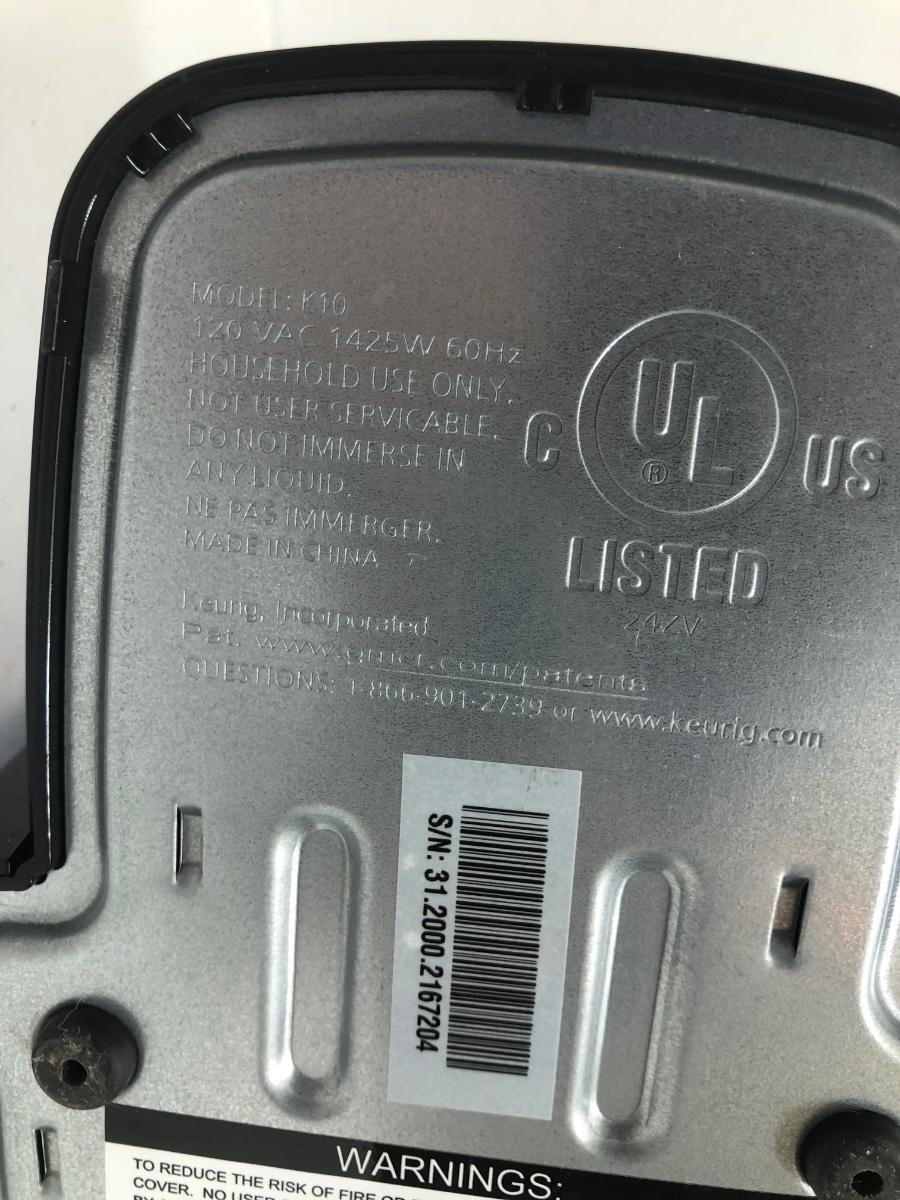 MODEL: K10
120 VAC 1425W 60Hz
HOUSEHOLD USE ONLY.
NOT USER SERVICABLE.
DO NOT IMMERSE IN
ANY LIQUID.
NE PAS IMMERGER.
MADE IN CHINA
C UL ® US
LISTED
24ZV
Keurig, Incorporated
Pat. www.gmcr.com/patents
QUESTIONS: 1-866-901-2739 or www.keurig.com
S/N: 31.2000.2167204
WARNINGS:
TO REDUCE THE RISK OF FIRE OR
COVER. NO USER